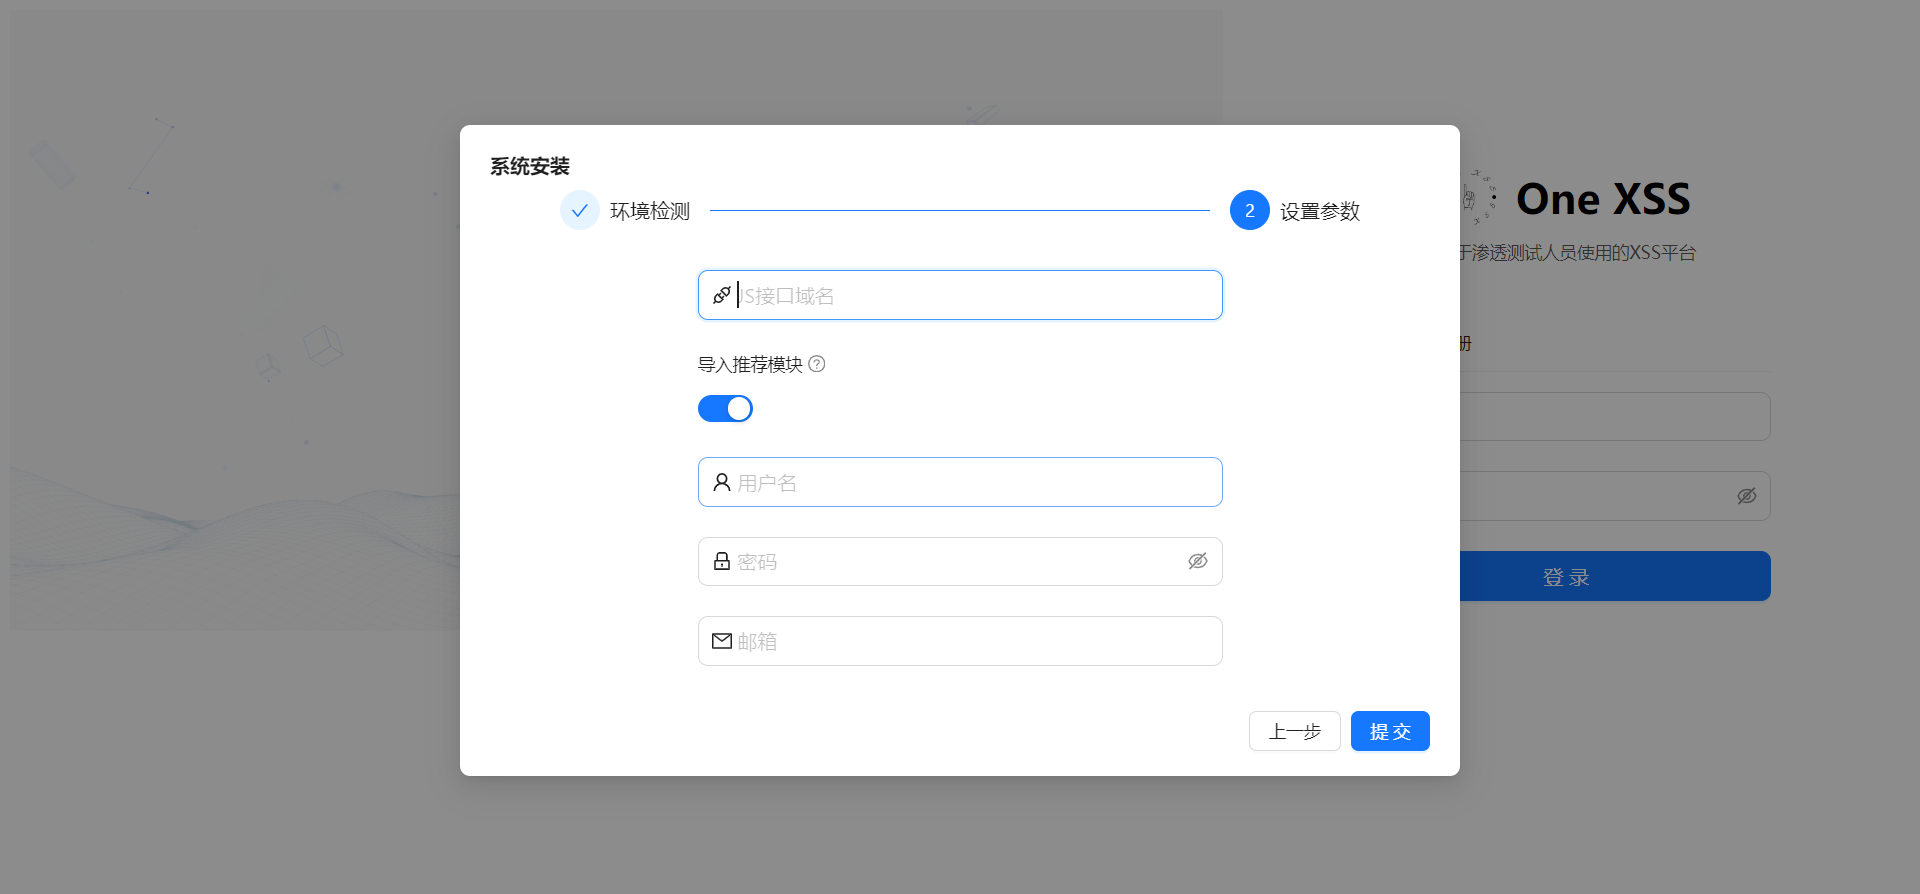 系统安装
环境检测
2 设置参数
JS接口域名
导入推荐模块
用户名
密码
邮箱
上一步 提交
One XSS
于渗透测试人员使用的XSS平台
册
登录